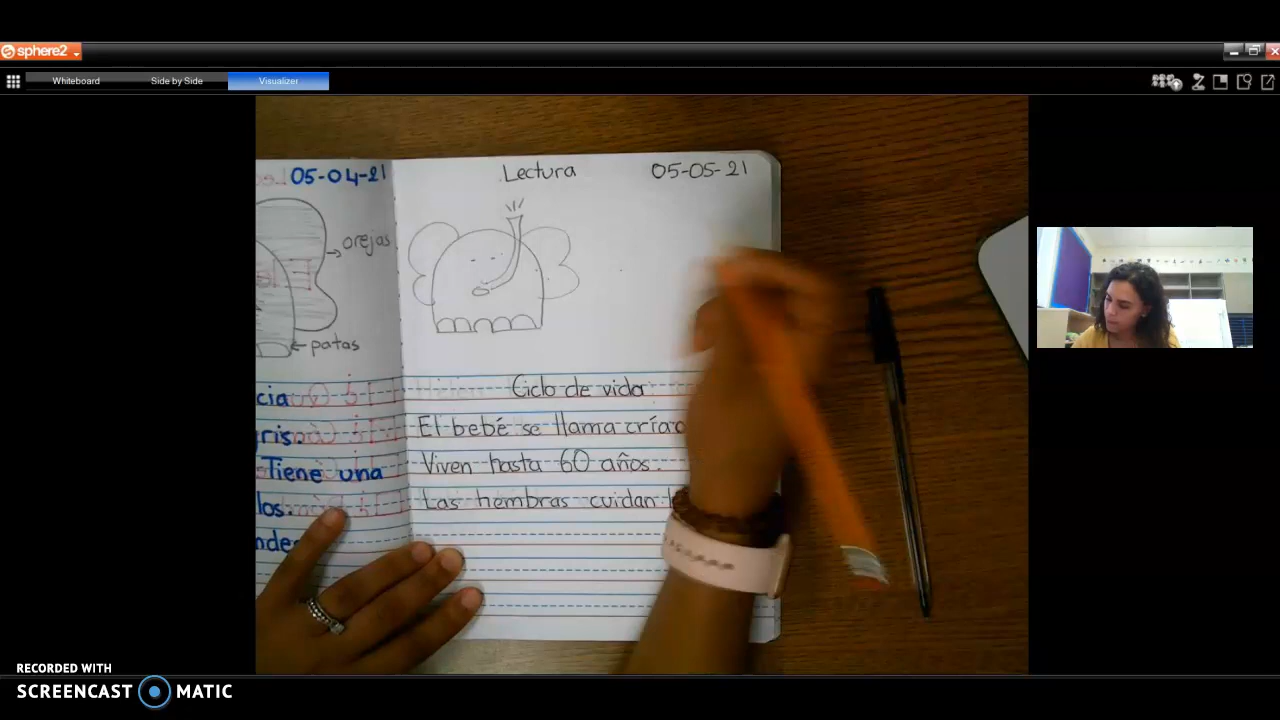 sphere2
Whiteboard Side by Side Visualizer
05-04-21
orejas
patas
cia
gris.
Tiene una
los.
nde
Lectura 05-05-21
Ciclo de vida
El bebé se llama
Viven hasta 60 años.
Las hembras cuidan
RECORDED WITH
SCREENCAST MATIC